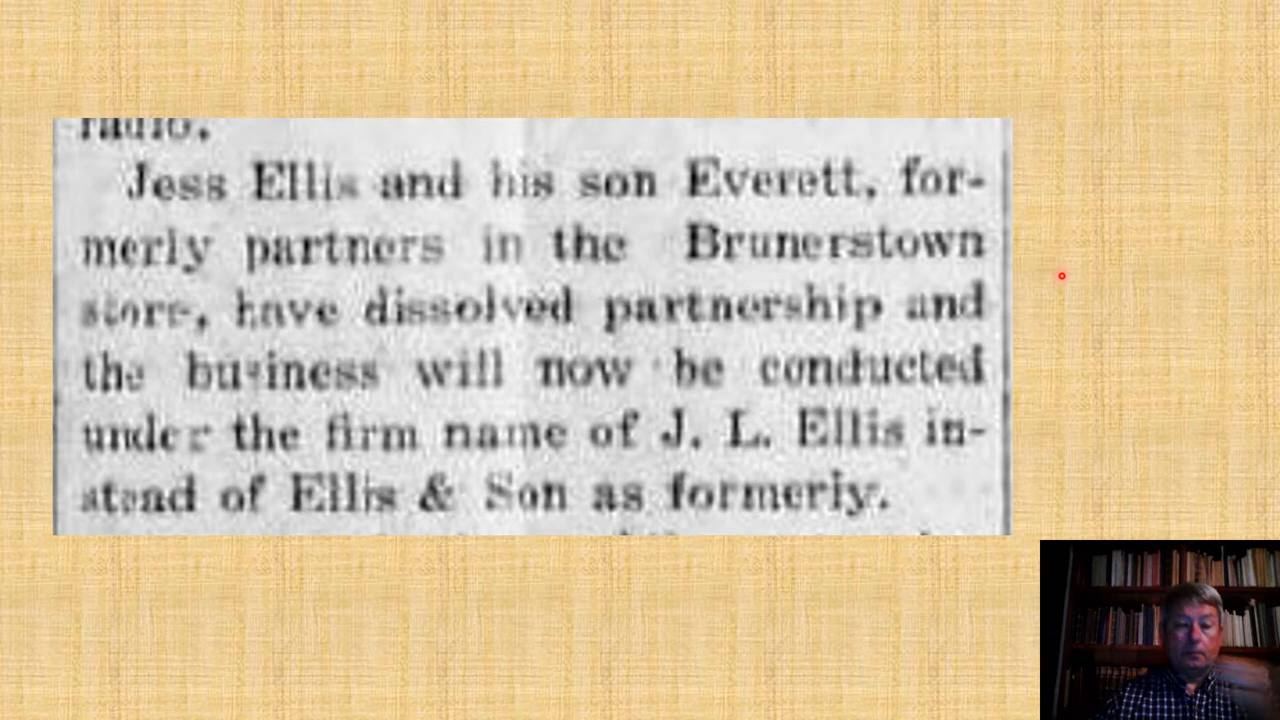 radio.
Jess Ellis and his son Everett, for-
merly partners in the Brunerstown
store, have dissolved partnership and
the business will now be conducted
under the firm name of J. L. Ellis in-
stead of Ellis & Son as formerly.